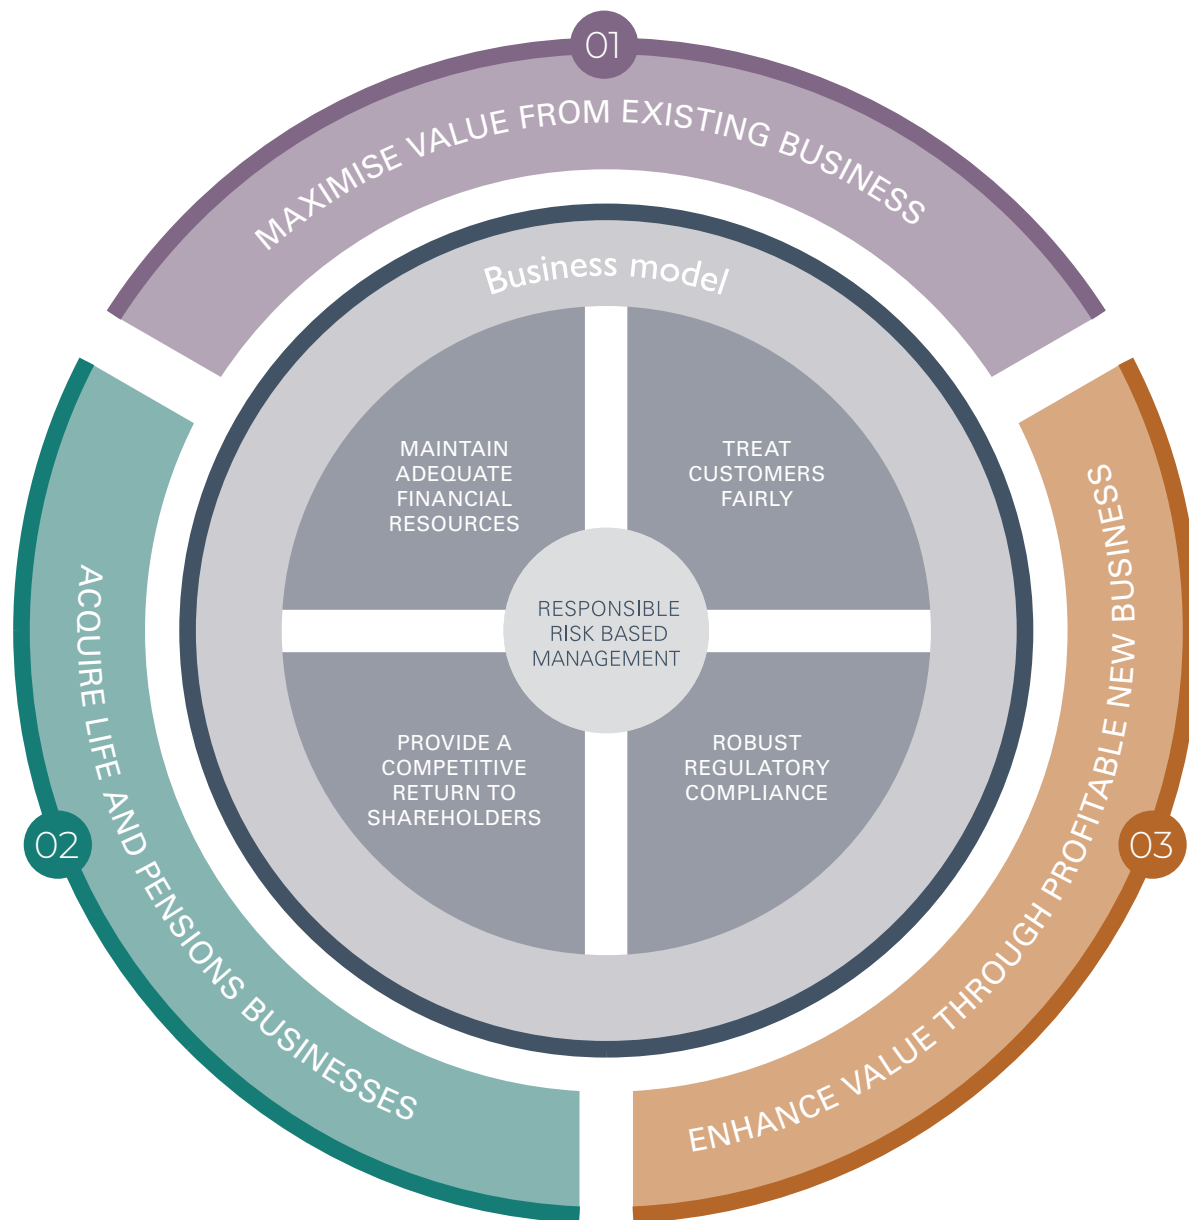 01
MAXIMISE VALUE FROM EXISTING BUSINESS
Business model
MAINTAIN
ADEQUATE
FINANCIAL
RESOURCES
TREAT
CUSTOMERS
FAIRLY
RESPONSIBLE
RISK BASED
MANAGEMENT
PROVIDE A
COMPETITIVE
RETURN TO
SHAREHOLDERS
ROBUST
REGULATORY
COMPLIANCE
02
ACQUIRE LIFE AND PENSIONS BUSINESSES
03
ENHANCE VALUE THROUGH PROFITABLE NEW BUSINESS